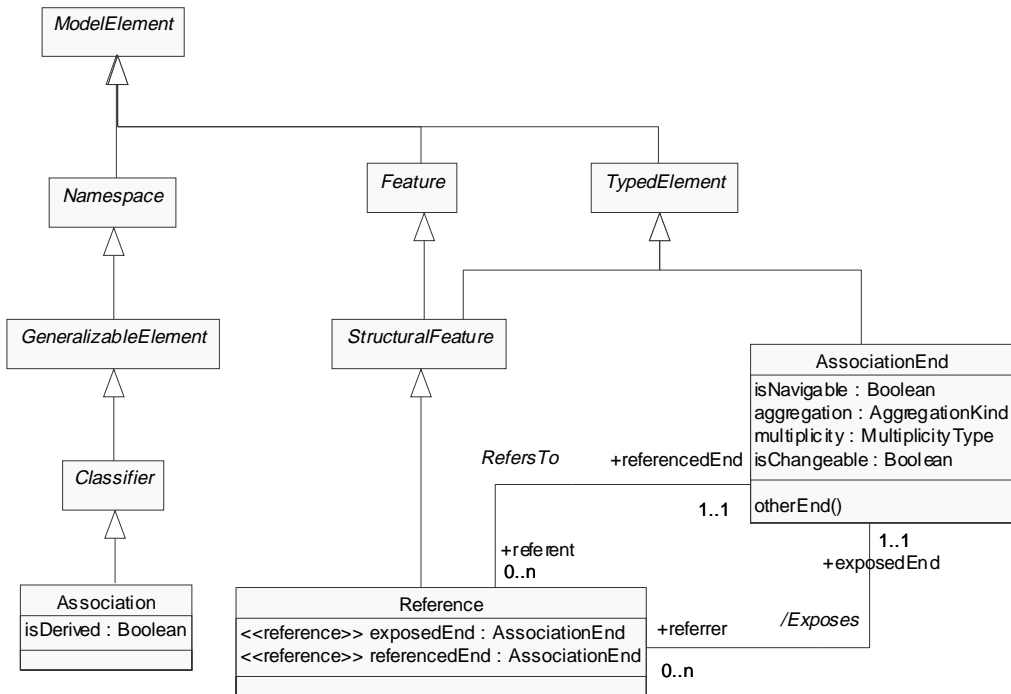 ModelElement
Namespace
Feature
TypedElement
GeneralizableElement
StructuralFeature
AssociationEnd
isNavigable : Boolean
aggregation : AggregationKind
multiplicity : MultiplicityType
isChangeable : Boolean
otherEnd()
RefersTo
+referencedEnd
1..1
Classifier
+referent
0..n
1..1
+exposedEnd
Association
isDerived : Boolean
Reference
<<reference>> exposedEnd : AssociationEnd
<<reference>> referencedEnd : AssociationEnd
+referrer
/Exposes
0..n